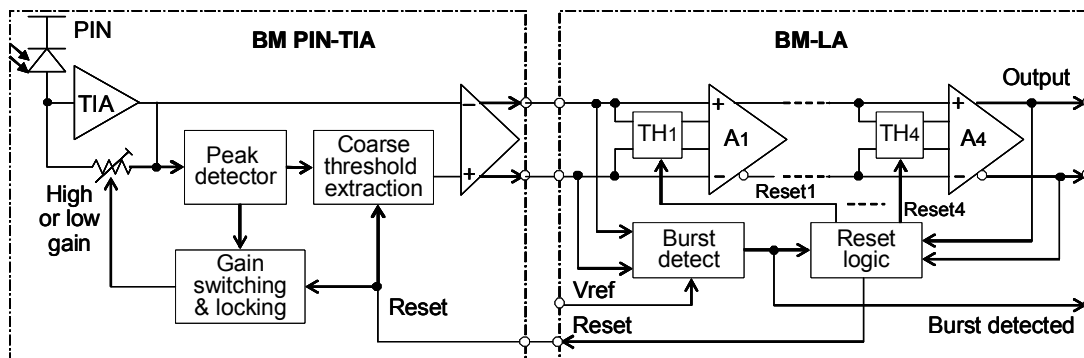 PIN
BM PIN-TIA
BM-LA
TIA
Output
TH1
A1
TH4
A4
Peak
detector
Coarse
threshold
extraction
High
or low
gain
Reset1
Reset4
Burst
detect
Reset
logic
Gain
switching
& locking
Reset
Vref
Reset
Burst detected